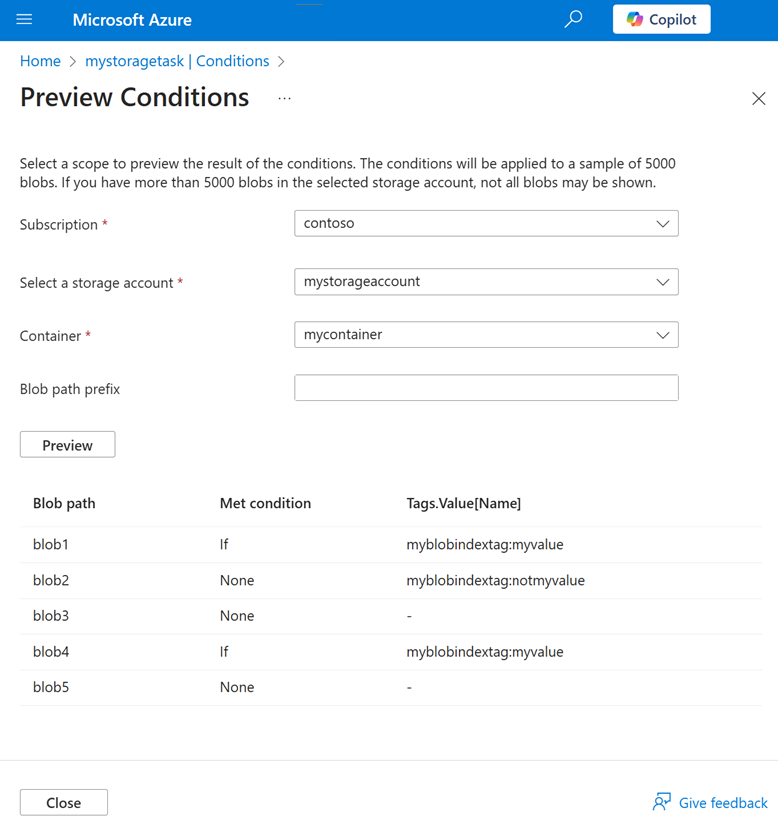 Microsoft Azure
Copilot
Home > mystoragetask | Conditions >
Preview Conditions ...
Select a scope to preview the result of the conditions. The conditions will be applied to a sample of 5000
blobs. If you have more than 5000 blobs in the selected storage account, not all blobs may be shown.
Subscription * contoso
Select a storage account * mystorageaccount
Container * mycontainer
Blob path prefix
Preview
Blob path Met condition Tags.Value[Name]
blob1 If myblobindextag:myvalue
blob2 None myblobindextag:notmyvalue
blob3 None -
blob4 If myblobindextag:myvalue
blob5 None -
Close Give feedback